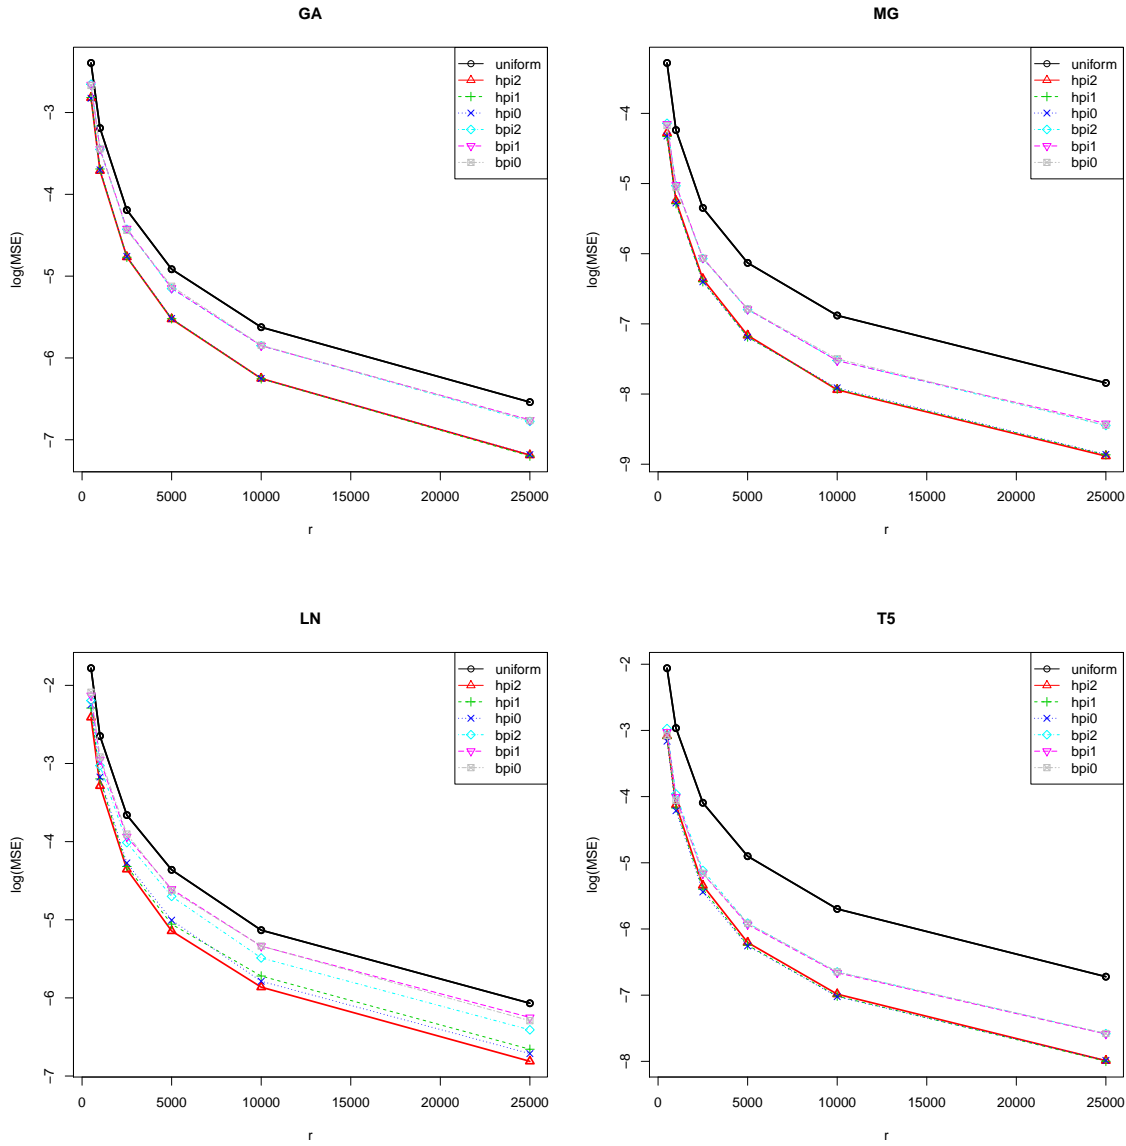 GA
log(MSE)
-3
-4
-5
-6
-7
0 5000 10000 15000 20000 25000
r
uniform
hpi2
hpi1
hpi0
bpi2
bpi1
bpi0
MG
log(MSE)
-4
-5
-6
-7
-8
-9
0 5000 10000 15000 20000 25000
r
uniform
hpi2
hpi1
hpi0
bpi2
bpi1
bpi0
LN
log(MSE)
-2
-3
-4
-5
-6
-7
0 5000 10000 15000 20000 25000
r
uniform
hpi2
hpi1
hpi0
bpi2
bpi1
bpi0
T5
log(MSE)
-2
-3
-4
-5
-6
-7
-8
0 5000 10000 15000 20000 25000
r
uniform
hpi2
hpi1
hpi0
bpi2
bpi1
bpi0